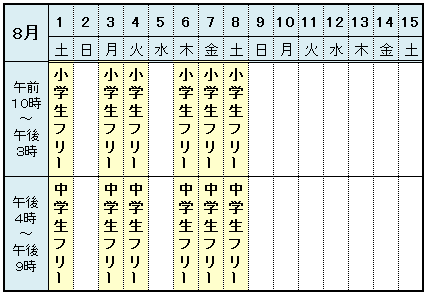 8月 1 2 3 4 5 6 7 8 9 10 11 12 13 14 15
土 日 月 火 水 木 金 土 日 月 火 水 木 金 土
午前
10時
～
午後
3時
小学生フリー 小学生フリー 小学生フリー 小学生フリー 小学生フリー 小学生フリー
午後
4時
～
午後
9時
中学生フリー 中学生フリー 中学生フリー 中学生フリー 中学生フリー 中学生フリー